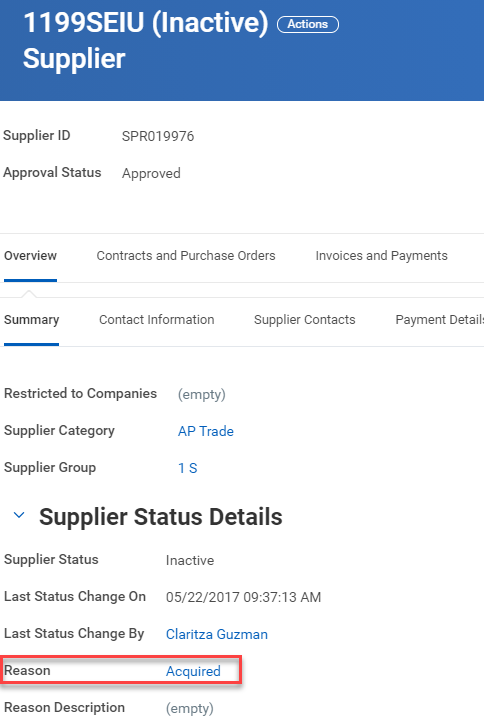 1199SEIU (Inactive) Actions
Supplier
Supplier ID SPR019976
Approval Status Approved
Overview Contracts and Purchase Orders Invoices and Payments
Summary Contact Information Supplier Contacts Payment Details
Restricted to Companies (empty)
Supplier Category AP Trade
Supplier Group 1 S
Supplier Status Details
Supplier Status Inactive
Last Status Change On 05/22/2017 09:37:13 AM
Last Status Change By Claritza Guzman
Reason Acquired
Reason Description (empty)